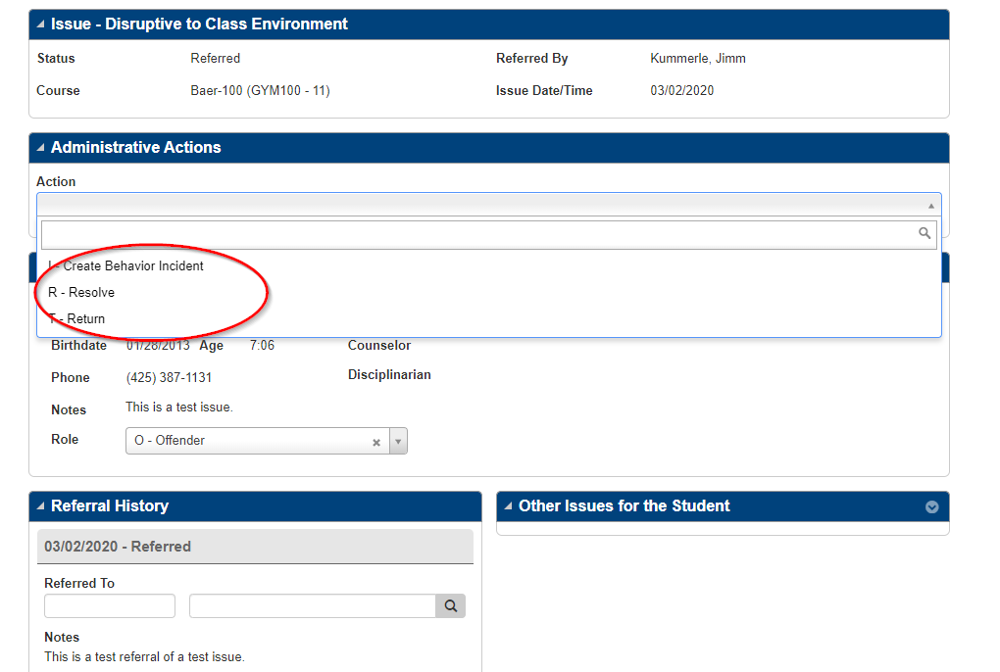 Issue - Disruptive to Class Environment
Status Referred Referred By Kummerle, Jimm
Course Baer-100 (GYM100 - 11) Issue Date/Time 03/02/2020
Administrative Actions
Action
I - Create Behavior Incident
R - Resolve
T - Return
Birthdate 01/28/2013 Age 7:06 Counselor
Phone (425) 387-1131 Disciplinarian
Notes This is a test issue.
Role O - Offender
Referral History Other Issues for the Student
03/02/2020 - Referred
Referred To
Notes
This is a test referral of a test issue.